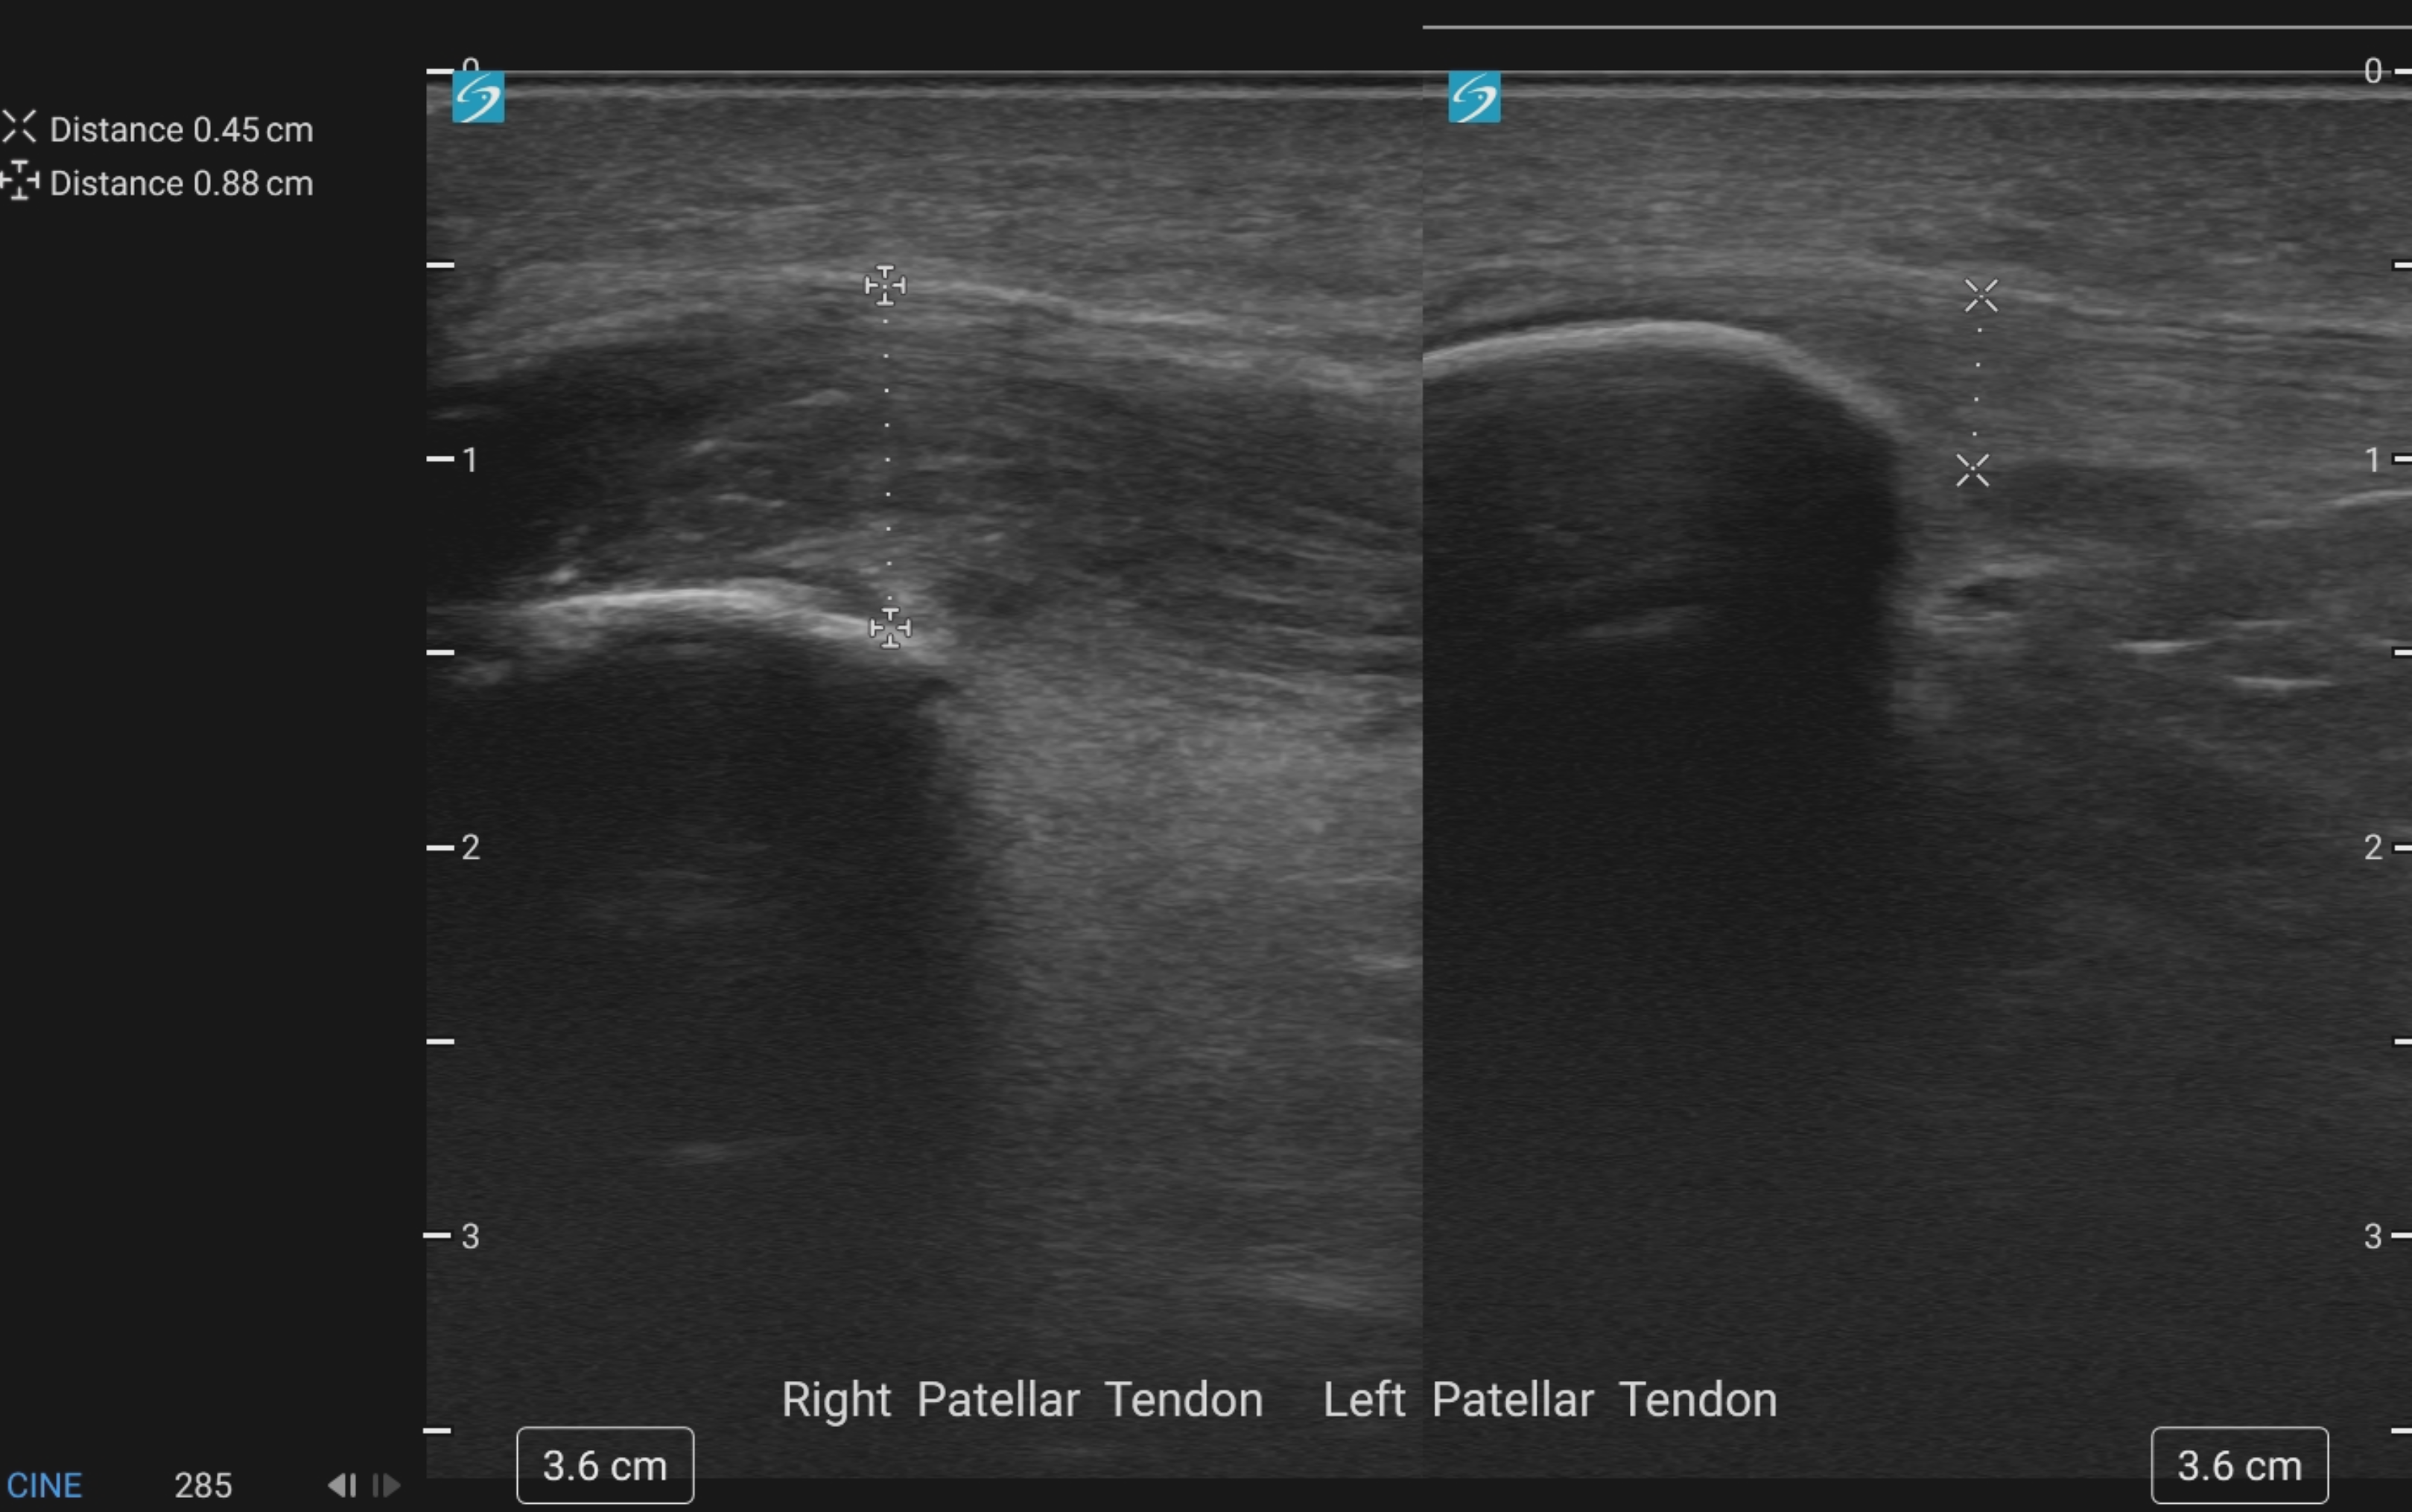 0
0
Distance 0.45 cm
Distance 0.88 cm
1
1
2
2
3
3
Right Patellar Tendon Left Patellar Tendon
3.6 cm
3.6 cm
CINE 285